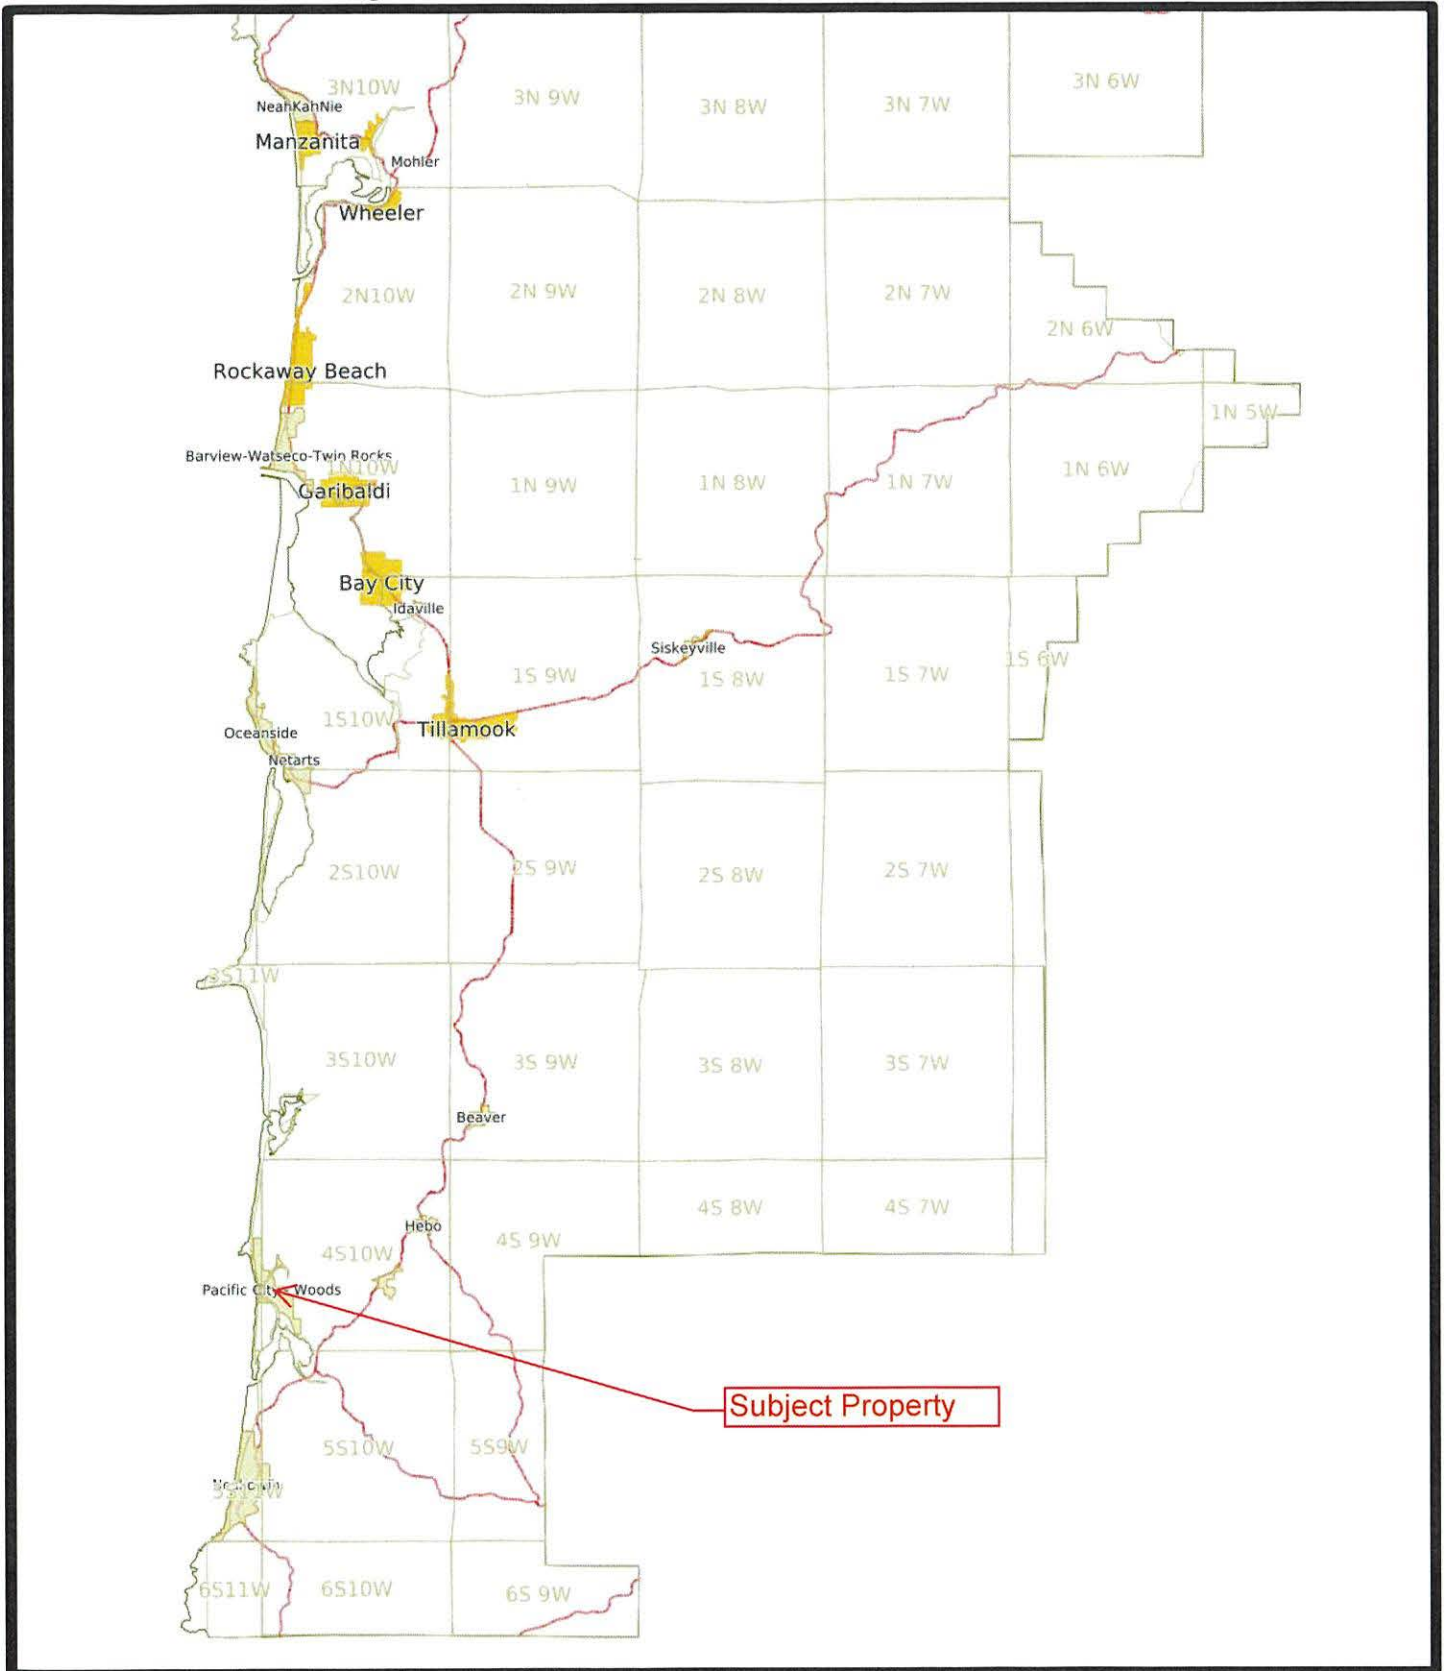 3N10W
3N 9W
3N 8W
3N 7W
3N 6W
NeahKahNie
Manzanita
Mohler
Wheeler
2N10W
2N 9W
2N 8W
2N 7W
2N 6W
Rockaway Beach
1N 5W
Barview-Watseco-Twin Rocks
1N10W
1N 9W
1N 8W
1N 7W
1N 6W
Garibaldi
Bay City
Idaville
Siskeyville
1S 9W
1S 8W
1S 7W
1S 6W
1S10W
Tillamook
Oceanside
Netarts
2S10W
2S 9W
2S 8W
2S 7W
3S11W
3S10W
3S 9W
3S 8W
3S 7W
Beaver
4S 8W
4S 7W
Hebo
4S10W
4S 9W
Pacific City - Woods
Subject Property
5S10W
5S9W
5S11W
6S11W
6S10W
6S 9W